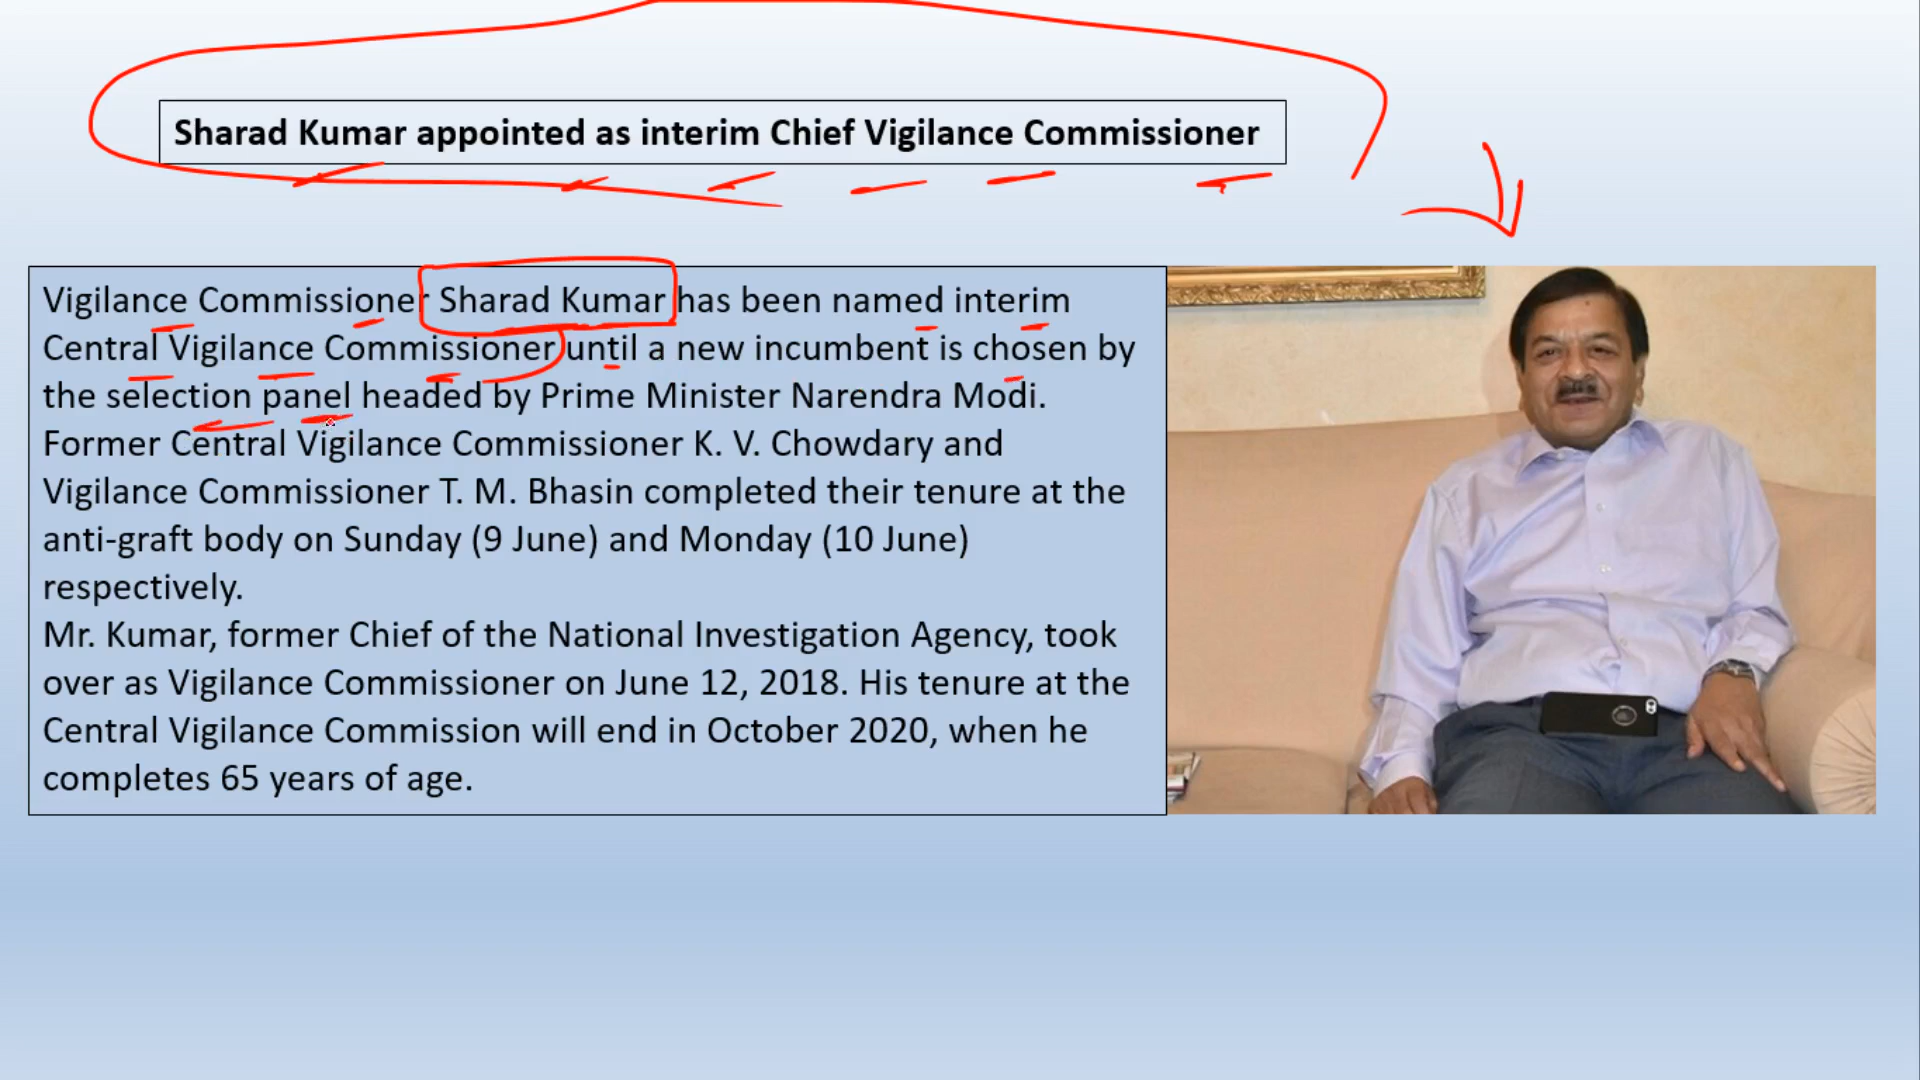 Sharad Kumar appointed as interim Chief Vigilance Commissioner
Vigilance Commissioner Sharad Kumar has been named interim
Central Vigilance Commissioner until a new incumbent is chosen by
the selection panel headed by Prime Minister Narendra Modi.
Former Central Vigilance Commissioner K. V. Chowdary and
Vigilance Commissioner T. M. Bhasin completed their tenure at the
anti-graft body on Sunday (9 June) and Monday (10 June)
respectively.
Mr. Kumar, former Chief of the National Investigation Agency, took
over as Vigilance Commissioner on June 12, 2018. His tenure at the
Central Vigilance Commission will end in October 2020, when he
completes 65 years of age.